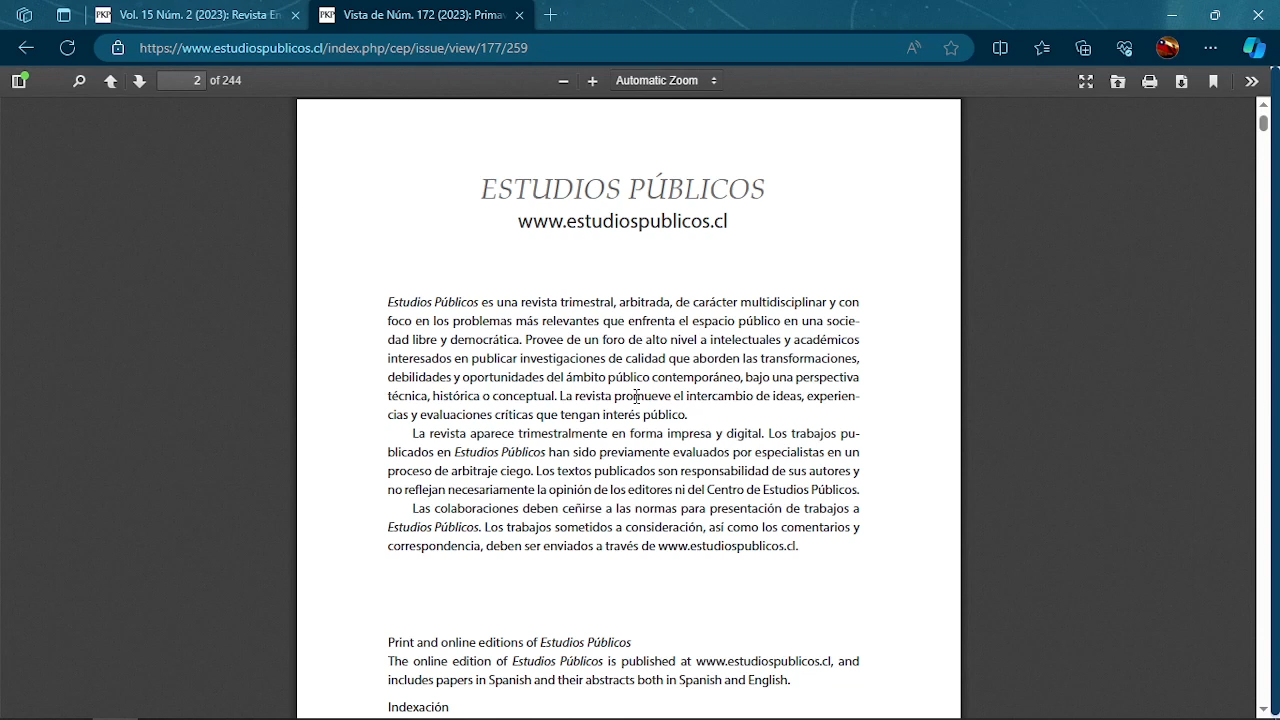 Vol. 15 Núm. 2 (2023): Revista En
Vista de Núm. 172 (2023): Prima
https://www.estudiospublicos.cl/index.php/cep/issue/view/177/259
2 of 244
Automatic Zoom
ESTUDIOS PÚBLICOS
www.estudiospublicos.cl
Estudios Públicos es una revista trimestral, arbitrada, de carácter multidisciplinar y con
foco en los problemas más relevantes que enfrenta el espacio público en una socie-
dad libre y democrática. Provee de un foro de alto nivel a intelectuales y académicos
interesados en publicar investigaciones de calidad que aborden las transformaciones,
debilidades y oportunidades del ámbito público contemporáneo, bajo una perspectiva
técnica, histórica o conceptual. La revista promueve el intercambio de ideas, experien-
cias y evaluaciones críticas que tengan interés público.
La revista aparece trimestralmente en forma impresa y digital. Los trabajos pu-
blicados en Estudios Públicos han sido previamente evaluados por especialistas en un
proceso de arbitraje ciego. Los textos publicados son responsabilidad de sus autores y
no reflejan necesariamente la opinión de los editores ni del Centro de Estudios Públicos.
Las colaboraciones deben ceñirse a las normas para presentación de trabajos a
Estudios Públicos. Los trabajos sometidos a consideración, así como los comentarios y
correspondencia, deben ser enviados a través de www.estudiospublicos.cl.
Print and online editions of Estudios Públicos
The online edition of Estudios Públicos is published at www.estudiospublicos.cl, and
includes papers in Spanish and their abstracts both in Spanish and English.
Indexación